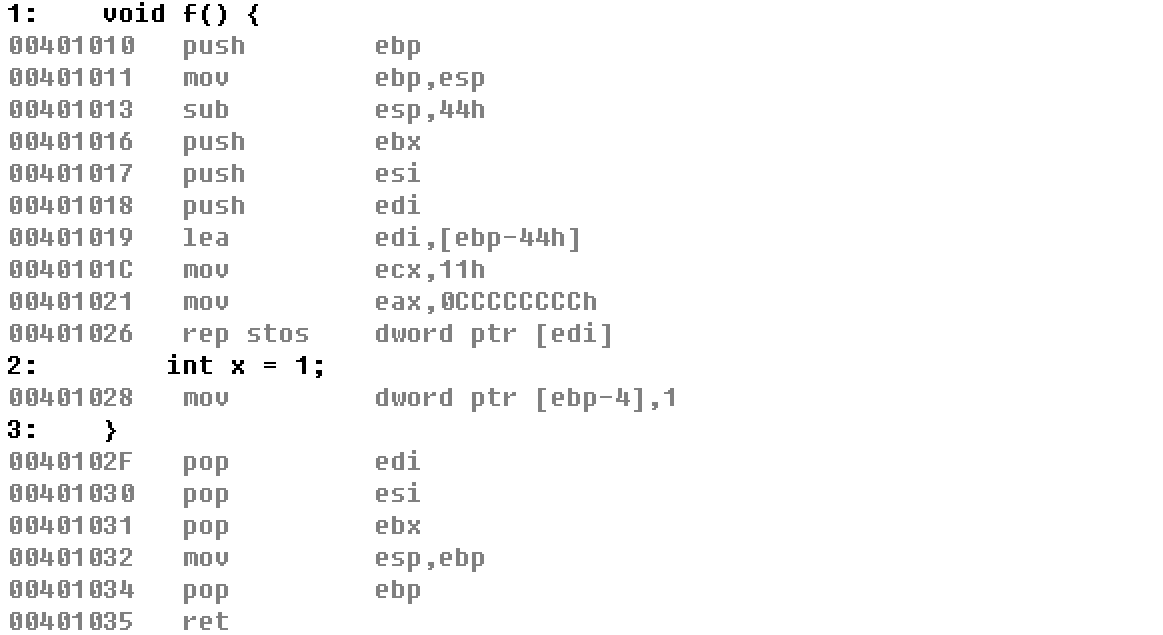 1:    void f() {
00401010   push        ebp
00401011   mov         ebp,esp
00401013   sub         esp,44h
00401016   push        ebx
00401017   push        esi
00401018   push        edi
00401019   lea         edi,[ebp-44h]
0040101C   mov         ecx,11h
00401021   mov         eax,0CCCCCCCCh
00401026   rep stos    dword ptr [edi]
2:        int x = 1;
00401028   mov         dword ptr [ebp-4],1
3:    }
0040102F   pop         edi
00401030   pop         esi
00401031   pop         ebx
00401032   mov         esp,ebp
00401034   pop         ebp
00401035   ret